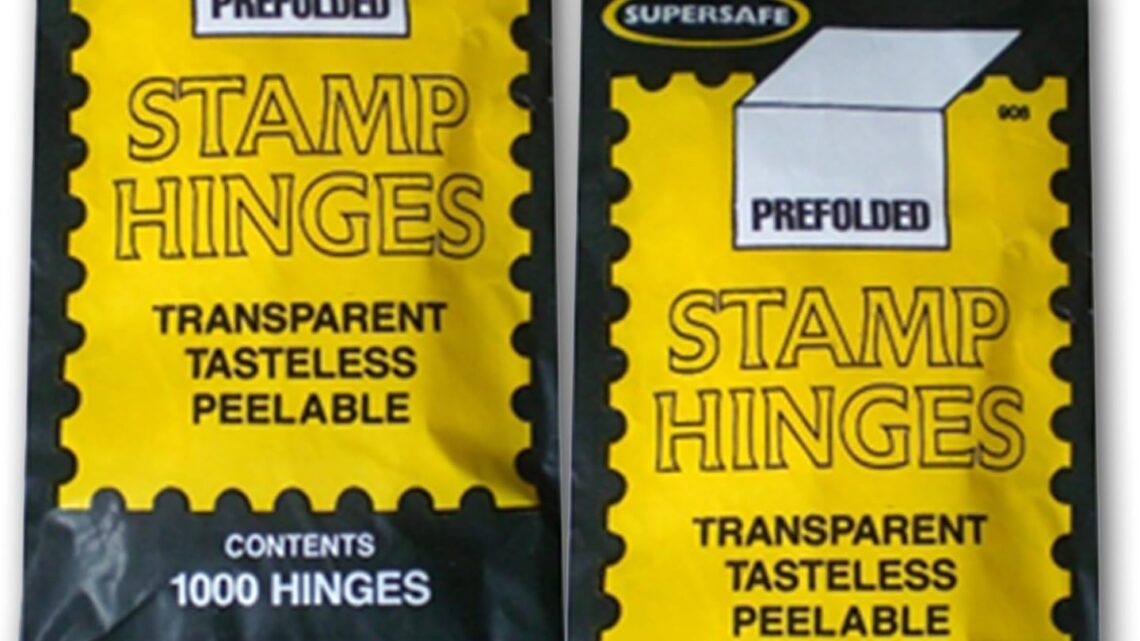 PREFOLDED
STAMP
HINGES
TRANSPARENT
TASTELESS
PEELABLE
CONTENTS
1000 HINGES
SUPERSAFE
906
PREFOLDED
STAMP
HINGES
TRANSPARENT
TASTELESS
PEELABLE